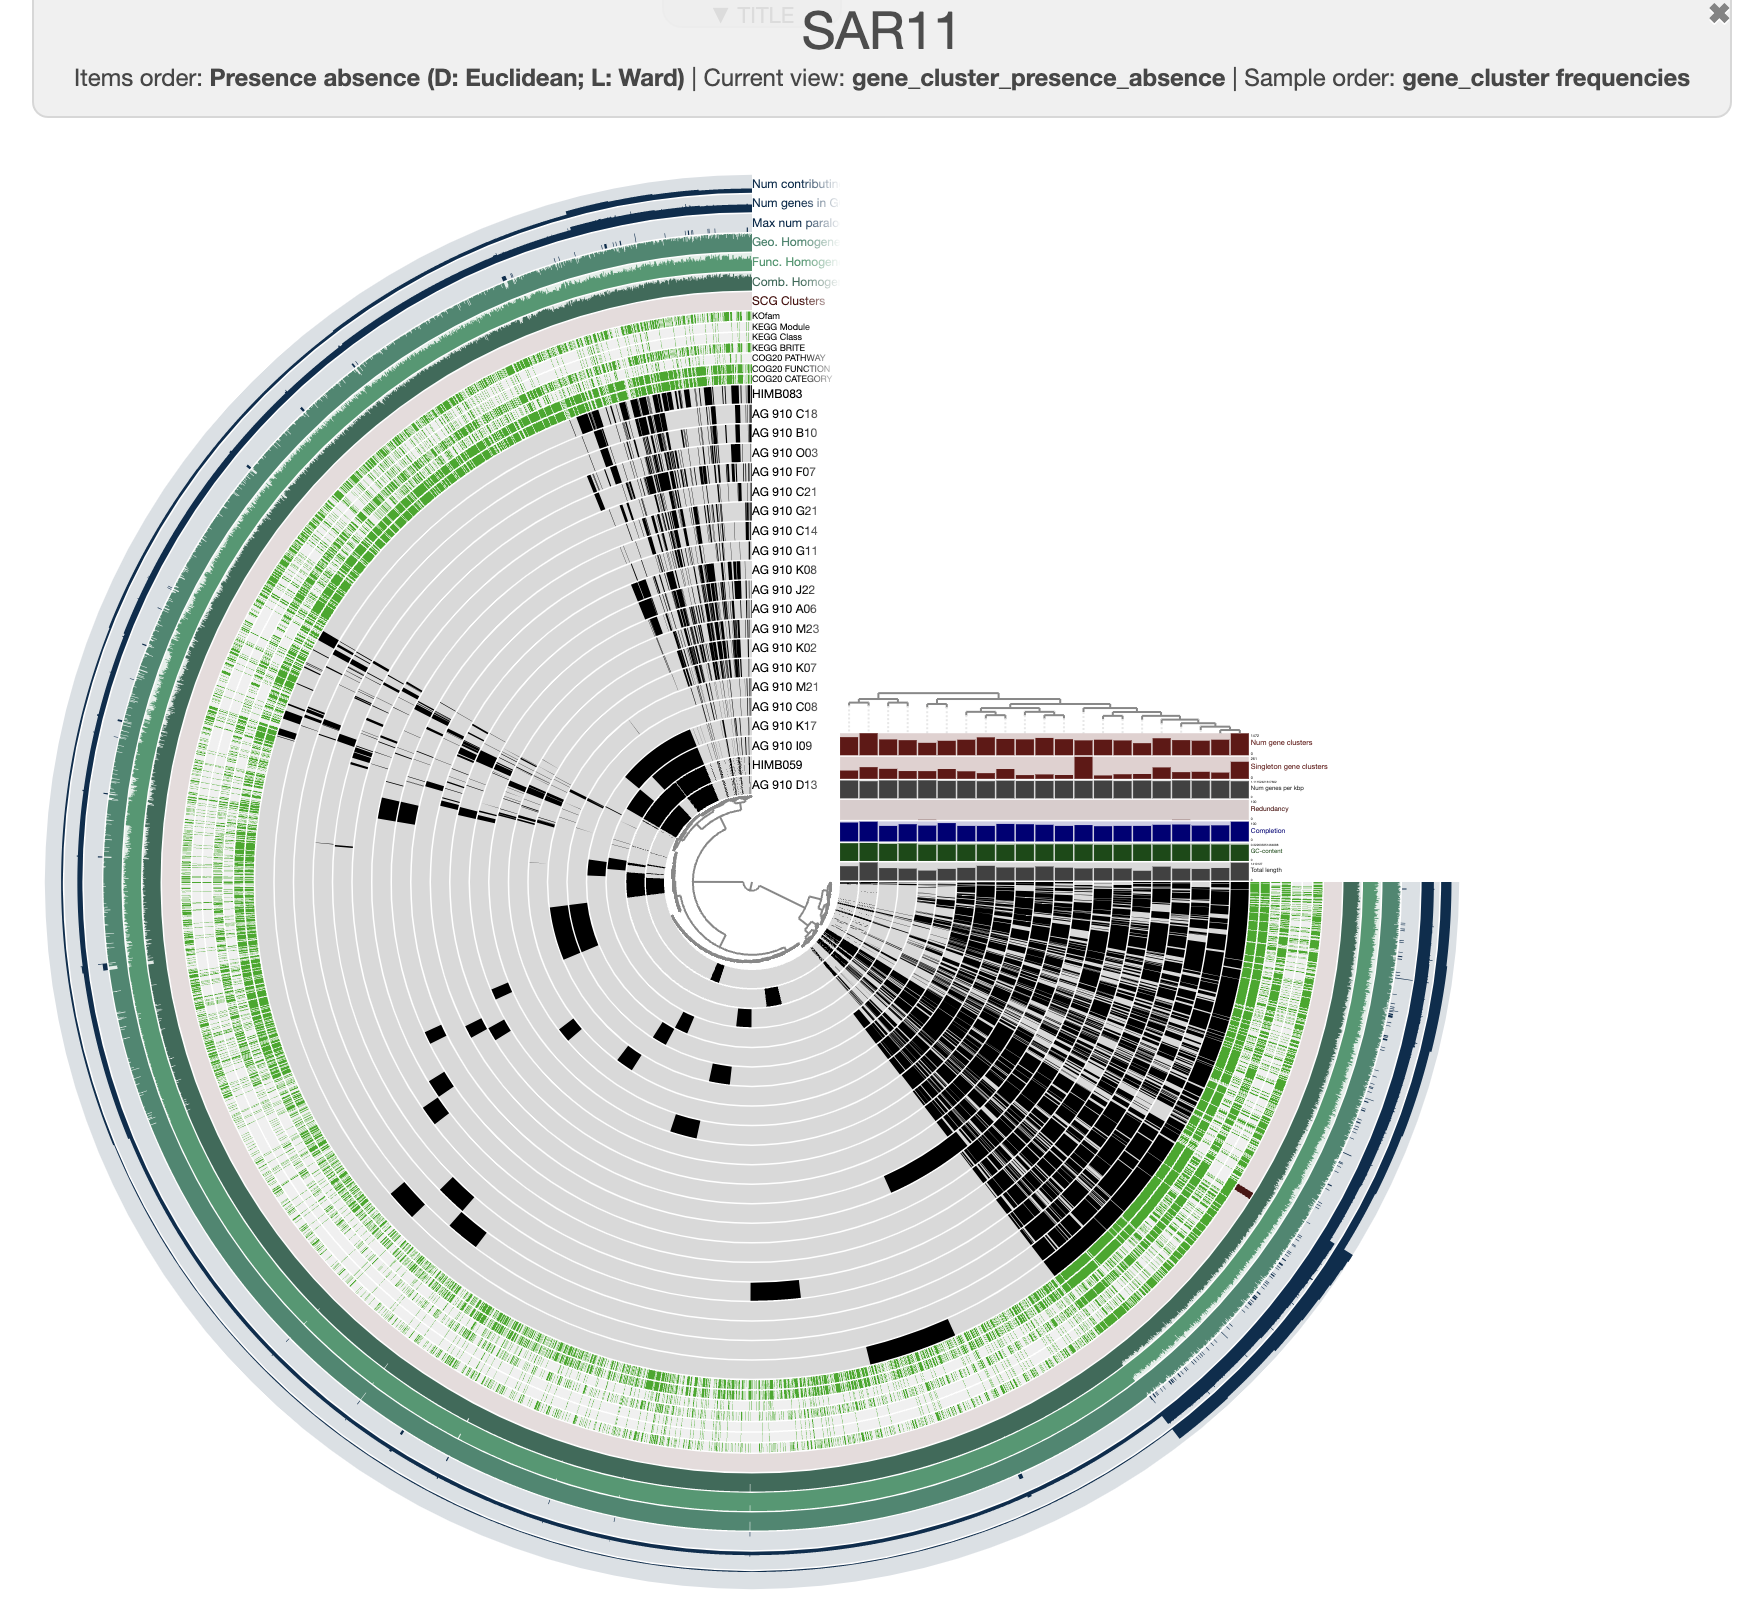 ▼ TITLE
SAR11
Items order: Presence absence (D: Euclidean; L: Ward) | Current view: gene_cluster_presence_absence | Sample order: gene_cluster frequencies
Num contributin
Num genes in G
Max num paralo
Geo. Homogene
Func. Homogen
Comb. Homoge
SCG Clusters
KOfam
KEGG Module
KEGG Class
KEGG BRITE
COG20 PATHWAY
COG20 FUNCTION
COG20 CATEGORY
HIMB083
AG 910 C18
AG 910 B10
AG 910 O03
AG 910 F07
AG 910 C21
AG 910 G21
AG 910 C14
AG 910 G11
AG 910 K08
AG 910 J22
AG 910 A06
AG 910 M23
AG 910 K02
AG 910 K07
AG 910 M21
AG 910 C08
AG 910 K17
AG 910 I09
HIMB059
AG 910 D13
Num gene clusters
Singleton gene clusters
Num genes per kbp
Redundancy
Completion
GC-content
Total length